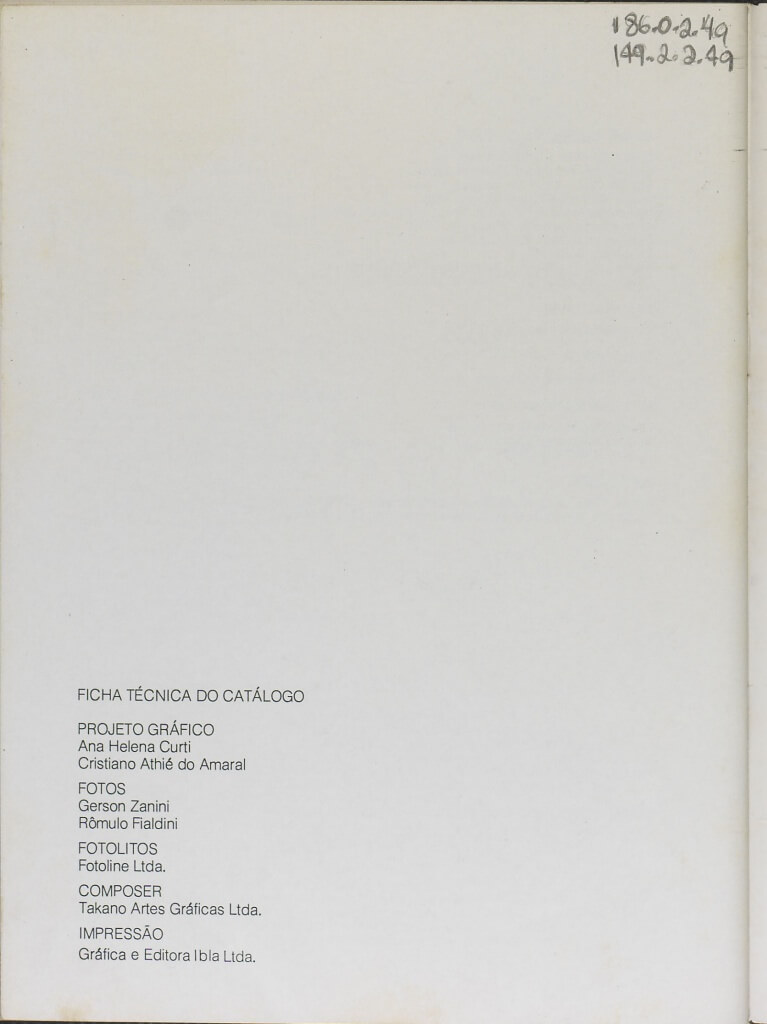 186.0.2.49
149.2.2.49
FICHA TÉCNICA DO CATÁLOGO
PROJETO GRÁFICO
Ana Helena Curti
Cristiano Athié do Amaral
FOTOS
Gerson Zanini
Rômulo Fialdini
FOTOLITOS
Fotoline Ltda.
COMPOSER
Takano Artes Gráficas Ltda.
IMPRESSÃO
Gráfica e Editora Ibla Ltda.